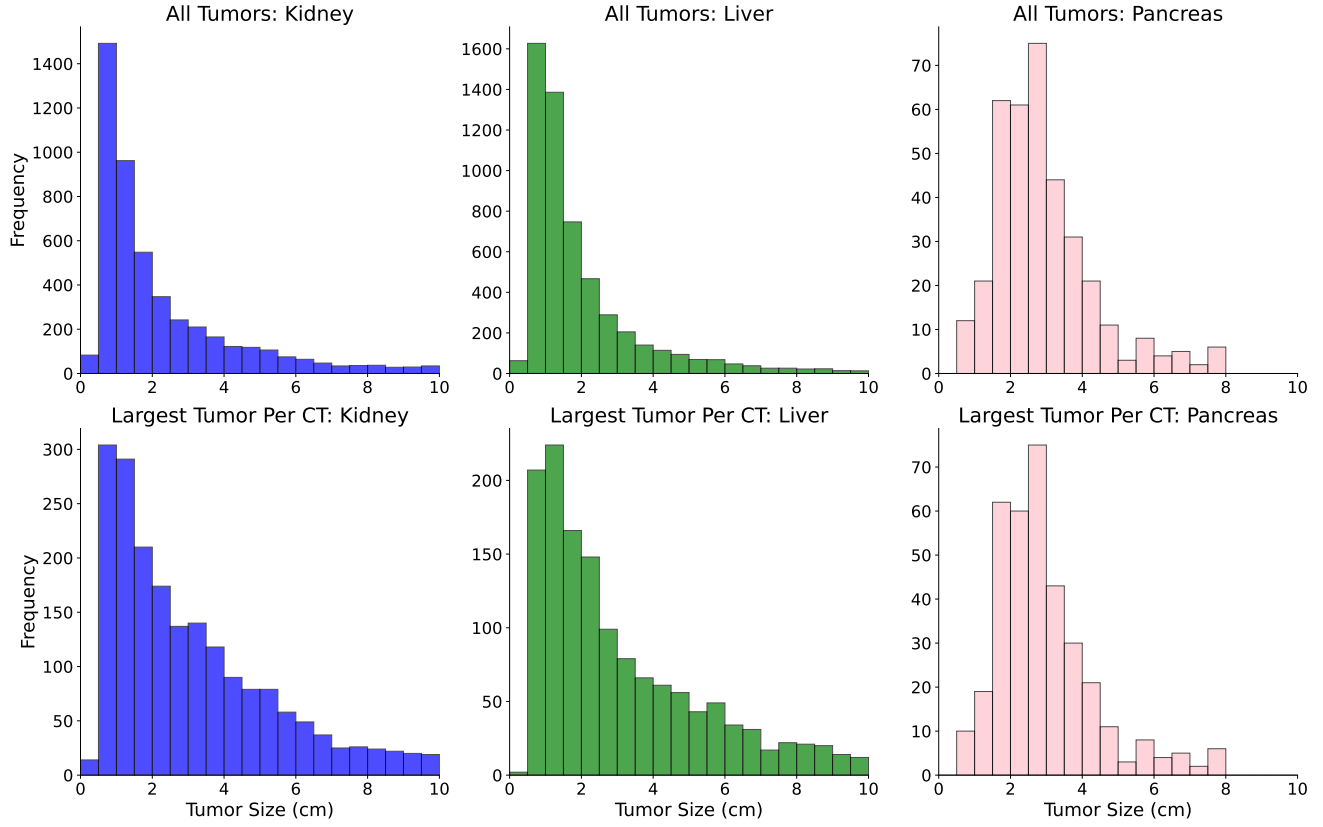 All Tumors: Kidney
Frequency
1400
1200
1000
800
600
400
200
0
0 2 4 6 8 10
All Tumors: Liver
1600
1400
1200
1000
800
600
400
200
0
0 2 4 6 8 10
All Tumors: Pancreas
70
60
50
40
30
20
10
0
0 2 4 6 8 10
Largest Tumor Per CT: Kidney
Frequency
300
250
200
150
100
50
0
0 2 4 6 8 10
Tumor Size (cm)
Largest Tumor Per CT: Liver
200
150
100
50
0
0 2 4 6 8 10
Tumor Size (cm)
Largest Tumor Per CT: Pancreas
70
60
50
40
30
20
10
0
0 2 4 6 8 10
Tumor Size (cm)